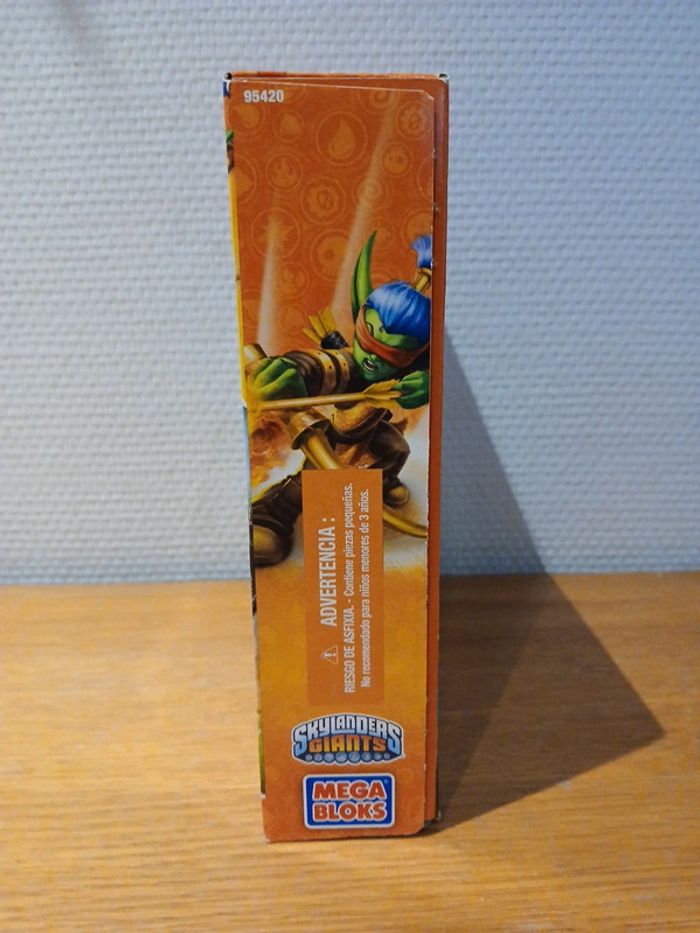 95420
ADVERTENCIA :
RIESGO DE ASFIXIA. - Contiene piezas pequeñas.
No recomendado para niños menores de 3 años.
SKYLANDERS
GIANTS
MEGA
BLOKS